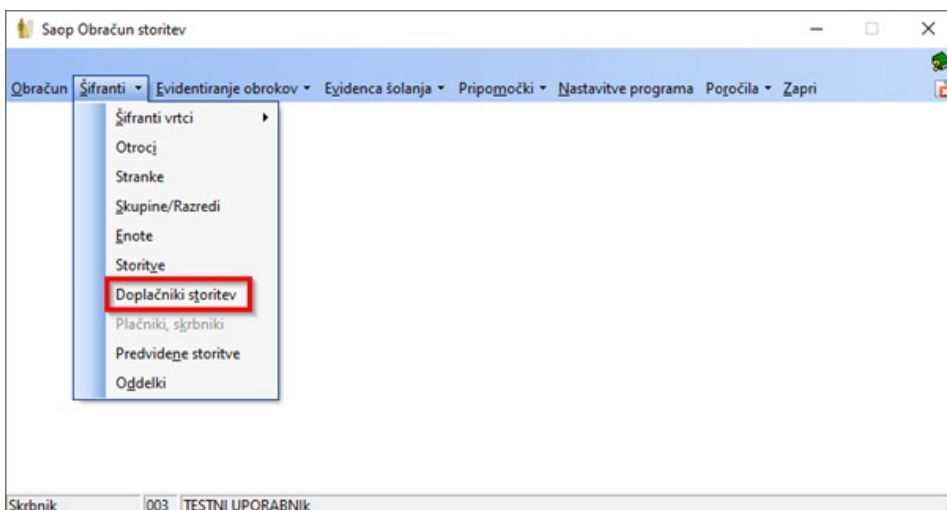 Saop Obračun storitev
Obračun Šifranti Evidentiranje obrokov Evidenca šolanja Pripomočki Nastavitve programa Poročila Zapri
Šifranti vrtci
Otroci
Stranke
Skupine/Razredi
Enote
Storitve
Doplačniki storitev
Plačniki, skrbniki
Predvidene storitve
Oddelki
Skrbnik 003 TESTNI UPORABNIk